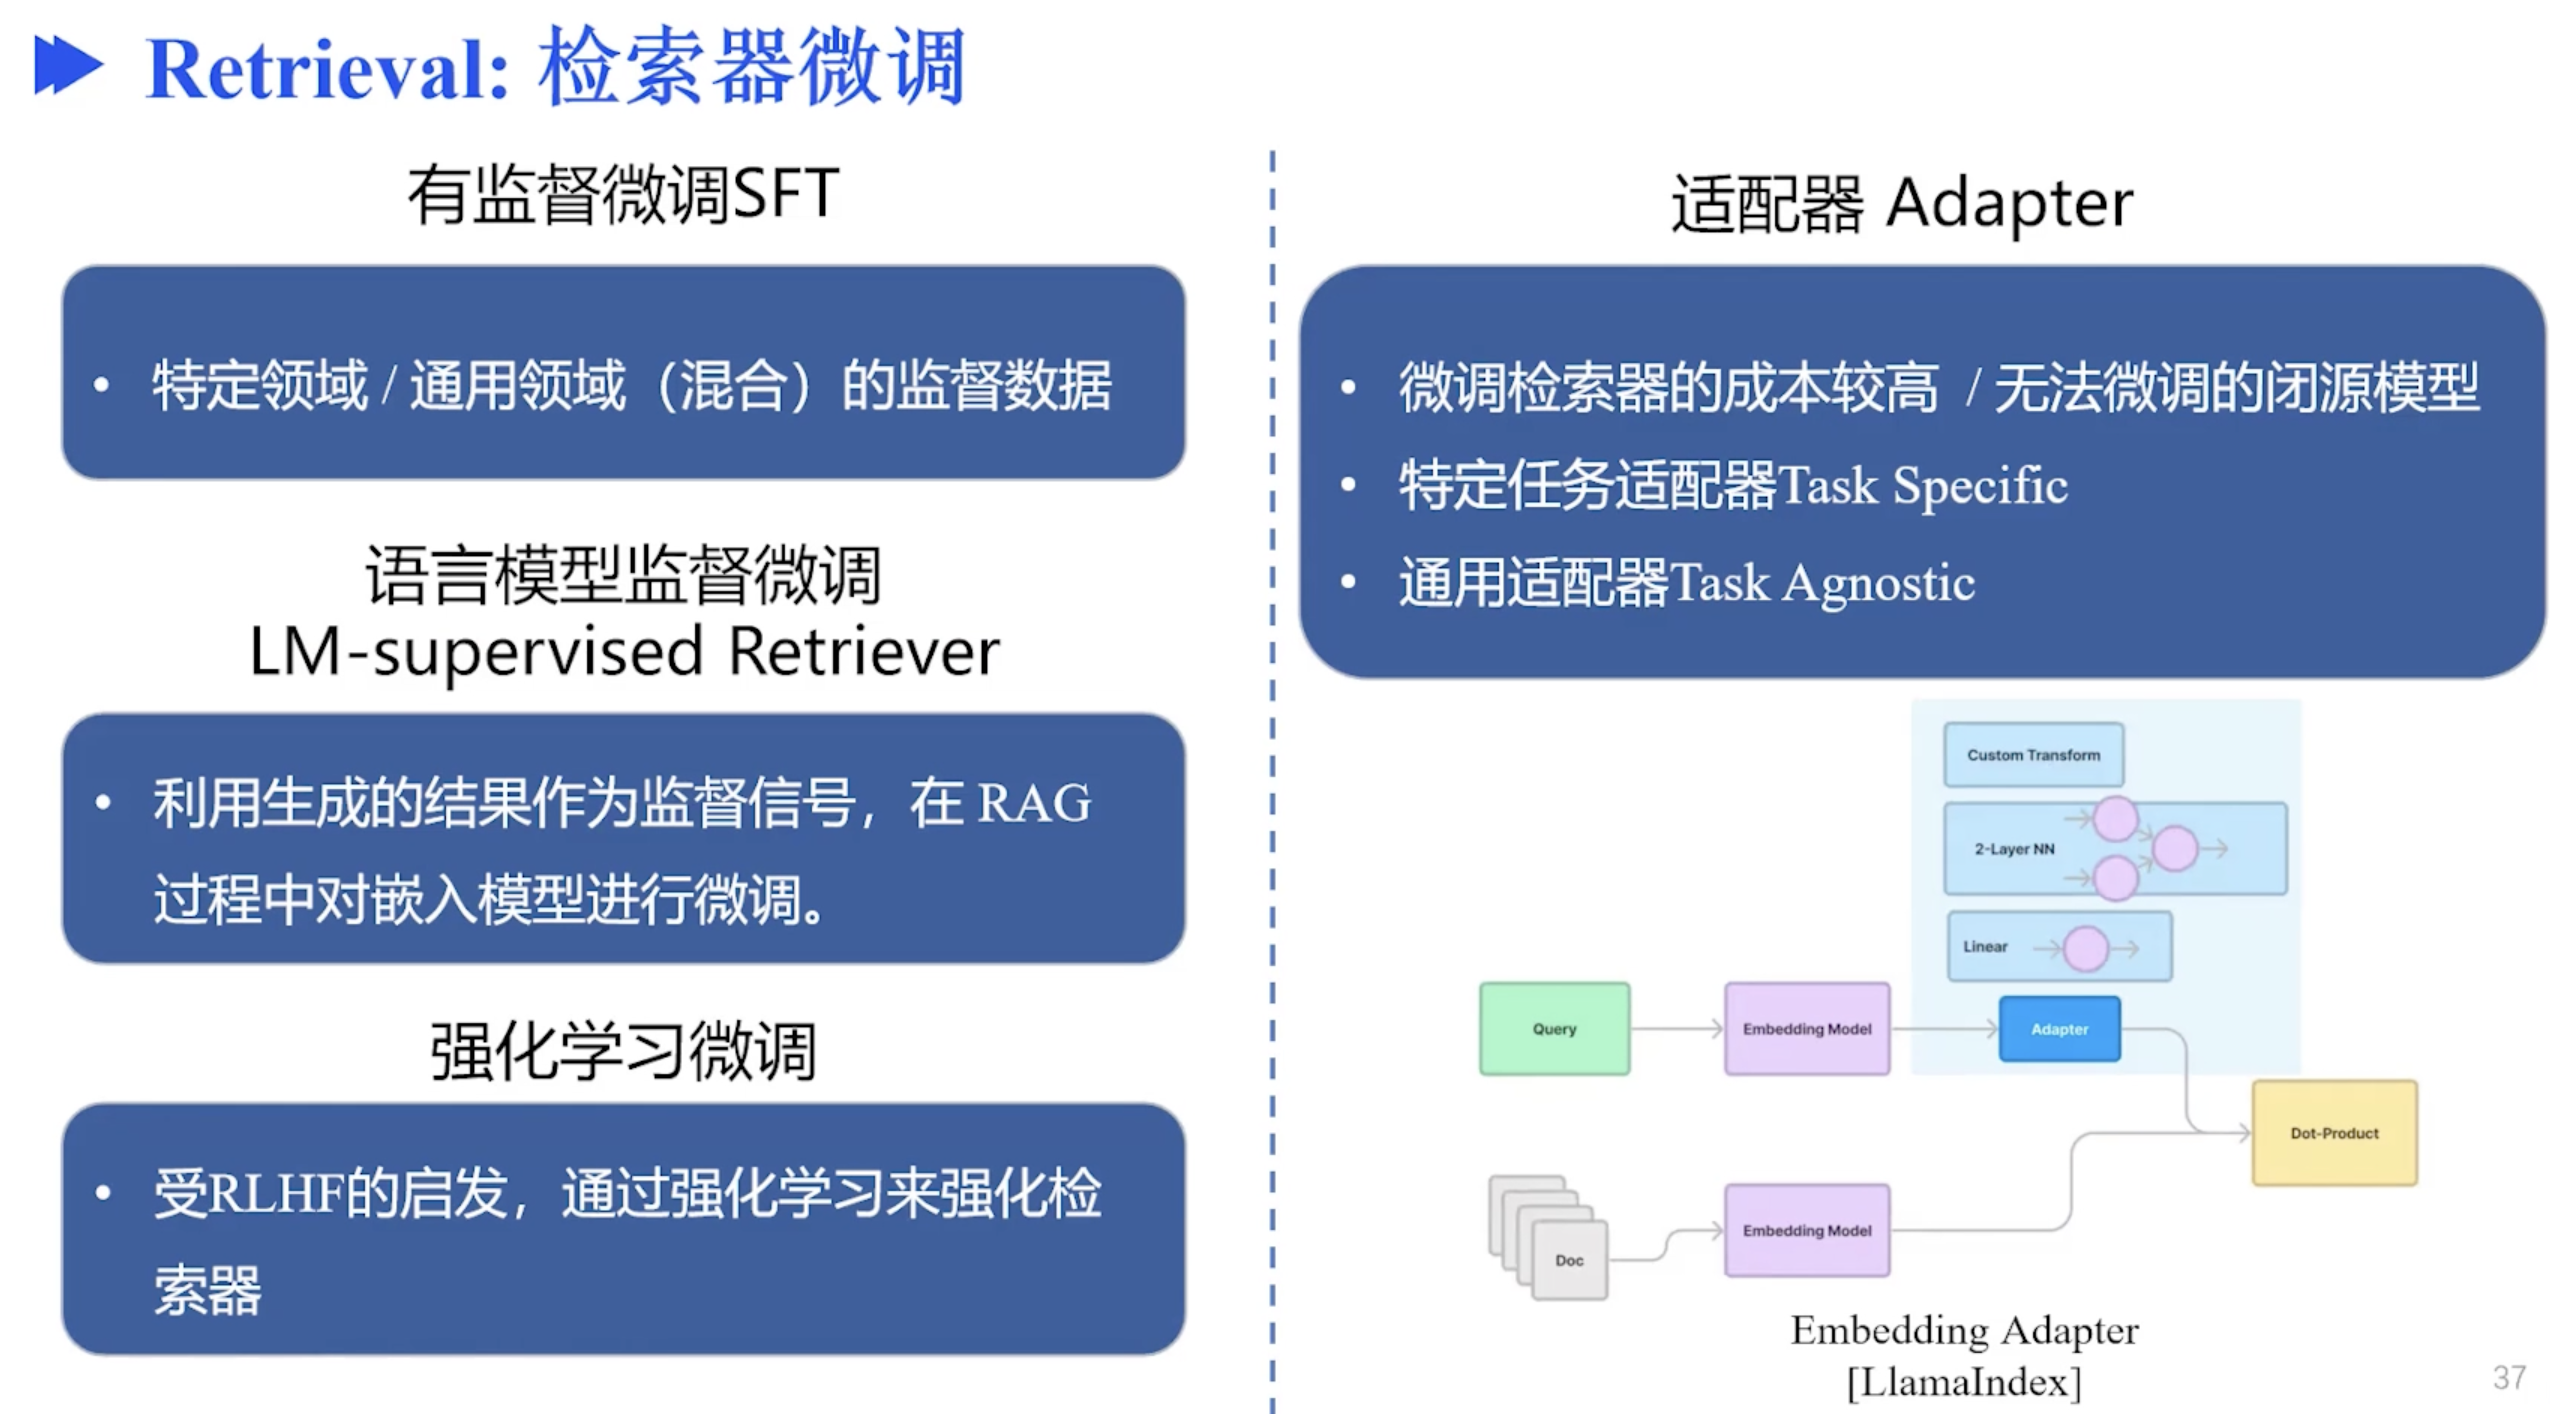 Retrieval: 检索器微调
有监督微调SFT
• 特定领域 / 通用领域（混合）的监督数据
语言模型监督微调
LM-supervised Retriever
• 利用生成的结果作为监督信号，在 RAG
过程中对嵌入模型进行微调。
强化学习微调
• 受RLHF的启发，通过强化学习来强化检
索器
适配器 Adapter
• 微调检索器的成本较高 / 无法微调的闭源模型
• 特定任务适配器Task Specific
• 通用适配器Task Agnostic
Custom Transform
2-Layer NN
Linear
Query
Embedding Model
Adapter
Dot-Product
Doc
Embedding Model
Embedding Adapter
[LlamaIndex]
37